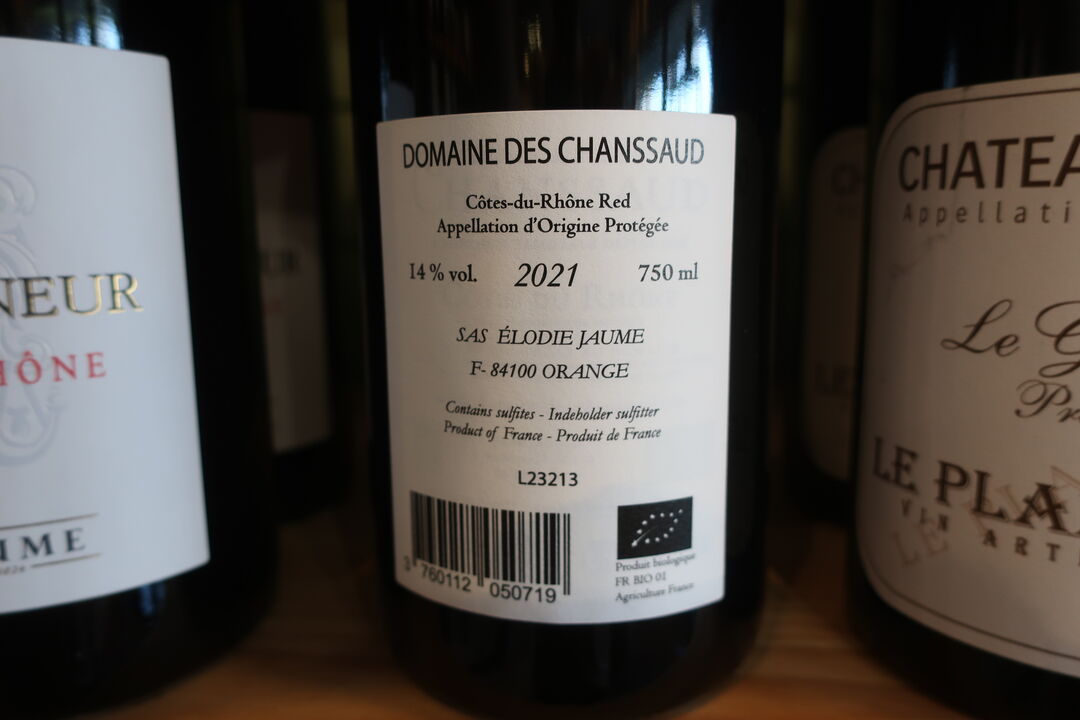 NEUR
HÔNE
IME
DOMAINE DES CHANSSAUD
Côtes-du-Rhône Red
Appellation d'Origine Protégée
14 % vol. 2021 750 ml
SAS ÉLODIE JAUME
F- 84100 ORANGE
Contains sulfites - Indeholder sulfitter
Product of France - Produit de France
L23213
3 760112 050719
Produit biologique
FR BIO 01
Agriculture France
CHATEA
Appellati
Le G
Pr
LE PLA
VIN ART